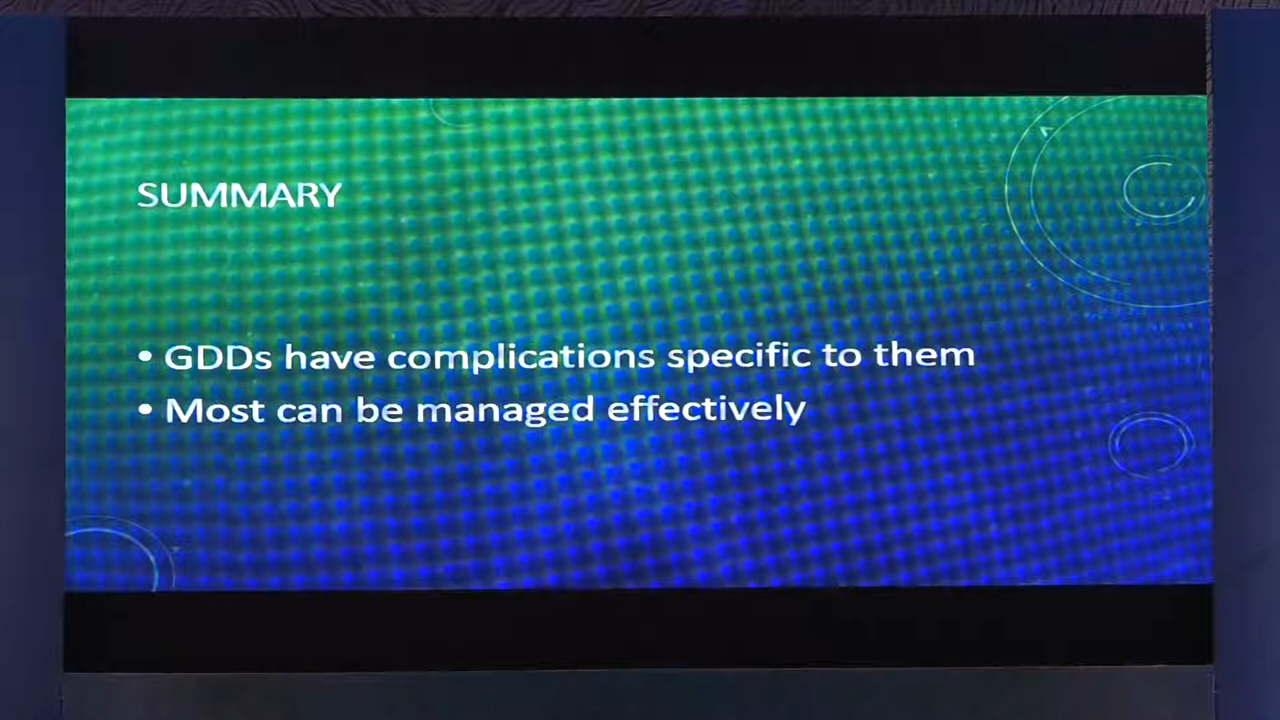 SUMMARY
• GDDs have complications specific to them
• Most can be managed effectively